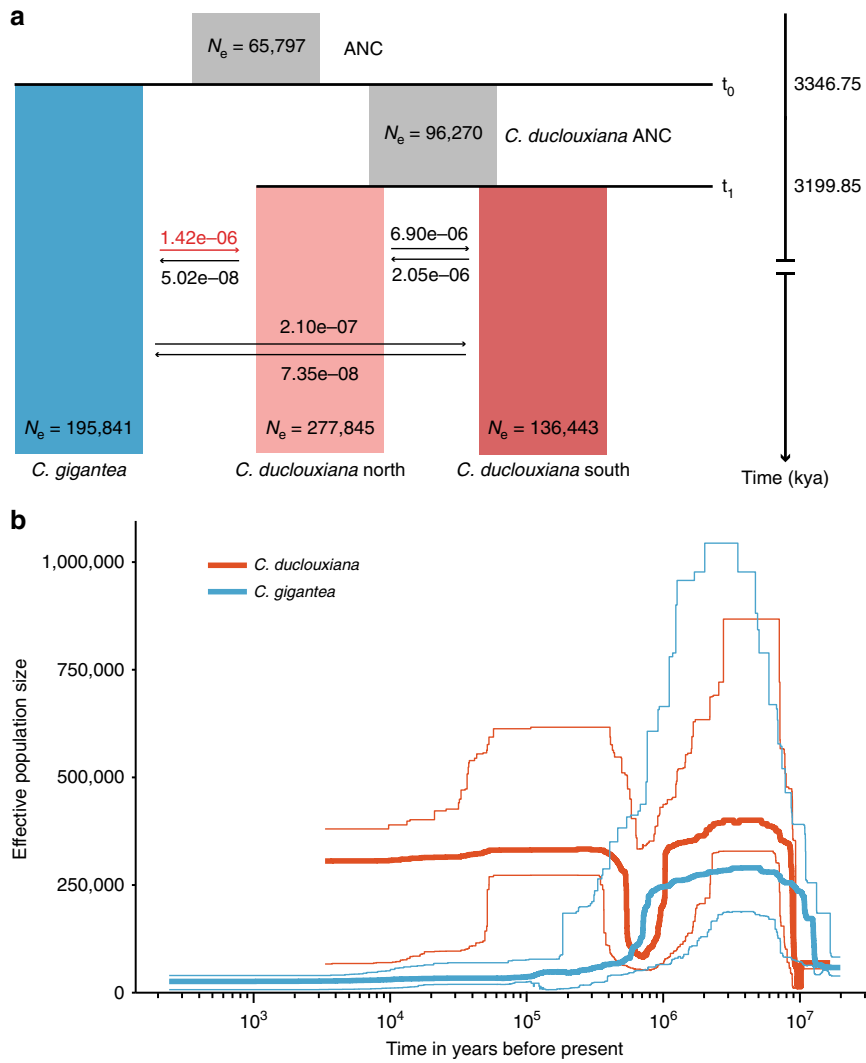 a
Nₑ = 65,797 ANC
t₀ 3346.75
Nₑ = 96,270 C. duclouxiana ANC
t₁ 3199.85
1.42e–06 6.90e–06
5.02e–08 2.05e–06
2.10e–07
7.35e–08
Nₑ = 195,841 Nₑ = 277,845 Nₑ = 136,443
C. gigantea C. duclouxiana north C. duclouxiana south Time (kya)
b
1,000,000
750,000
500,000
250,000
0
Effective population size
C. duclouxiana
C. gigantea
10³ 10⁴ 10⁵ 10⁶ 10⁷
Time in years before present